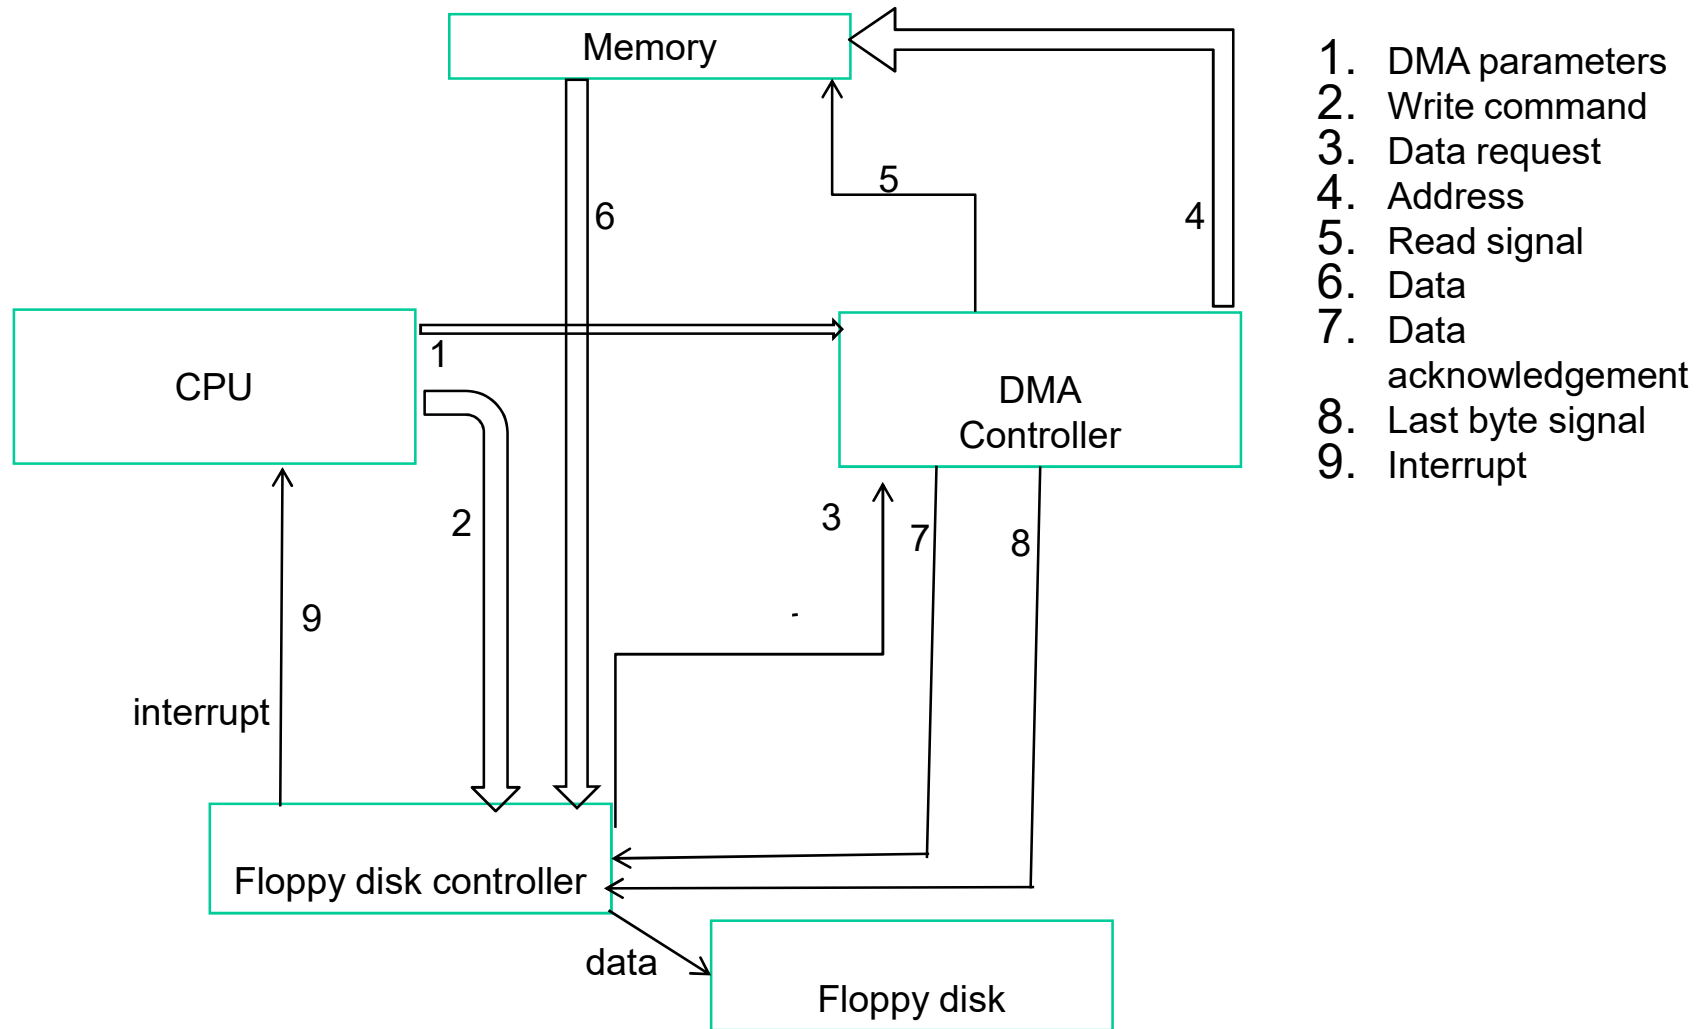 Memory
1. DMA parameters
2. Write command
3. Data request
4. Address
5. Read signal
6. Data
7. Data
acknowledgement
8. Last byte signal
9. Interrupt
5
6
4
1
CPU
DMA
Controller
2
3
7
8
9
interrupt
Floppy disk controller
data
Floppy disk